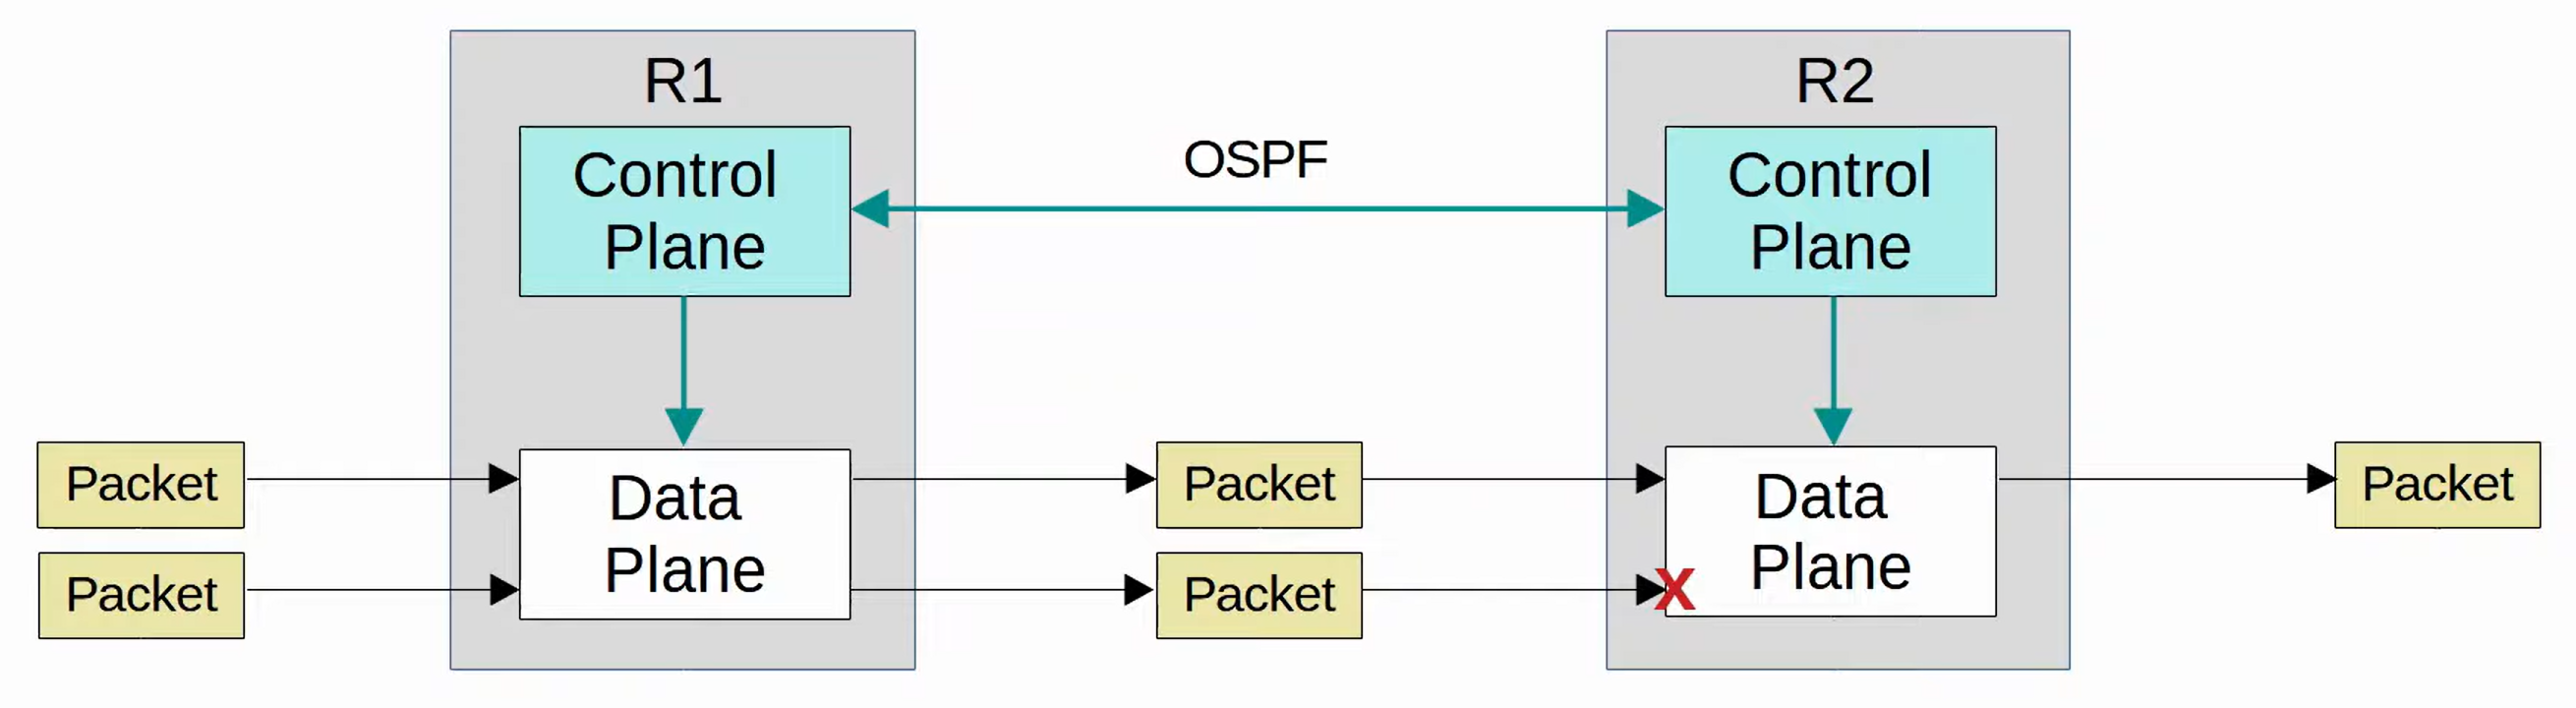 R1
R2
Control
Plane
OSPF
Control
Plane
Packet
Data
Plane
Packet
Data
Plane
Packet
Packet
Packet
X